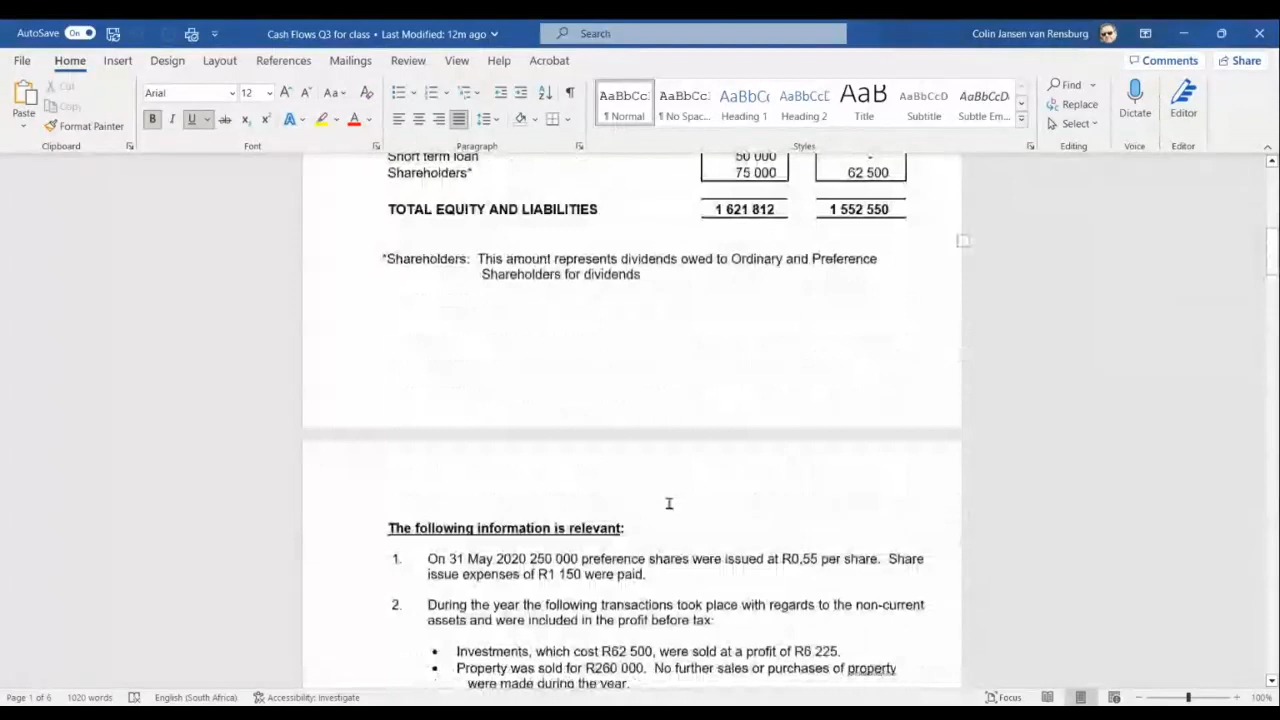 AutoSave On Cash Flows Q3 for class • Last Modified: 12m ago Search Colin Jansen van Rensburg
File Home Insert Design Layout References Mailings Review View Help Acrobat Comments Share
Paste Cut Copy Format Painter
Arial 12
B I U
AaBbCc AaBbCc AaBbCc AaBbCcD AaB AaBbCcD AaBbCcD
¶ Normal ¶ No Spac... Heading 1 Heading 2 Title Subtitle Subtle Em...
Find Replace Select Dictate Editor
Clipboard Font Paragraph Styles Editing Voice Editor
Short term loan 50 000 -
Shareholders* 75 000 62 500
TOTAL EQUITY AND LIABILITIES 1 621 812 1 552 550
*Shareholders: This amount represents dividends owed to Ordinary and Preference
Shareholders for dividends
The following information is relevant:
1. On 31 May 2020 250 000 preference shares were issued at R0,55 per share. Share
issue expenses of R1 150 were paid.
2. During the year the following transactions took place with regards to the non-current
assets and were included in the profit before tax:
• Investments, which cost R62 500, were sold at a profit of R6 225.
• Property was sold for R260 000. No further sales or purchases of property
were made during the year.
Page 1 of 6 1020 words English (South Africa) Accessibility: Investigate Focus 100%